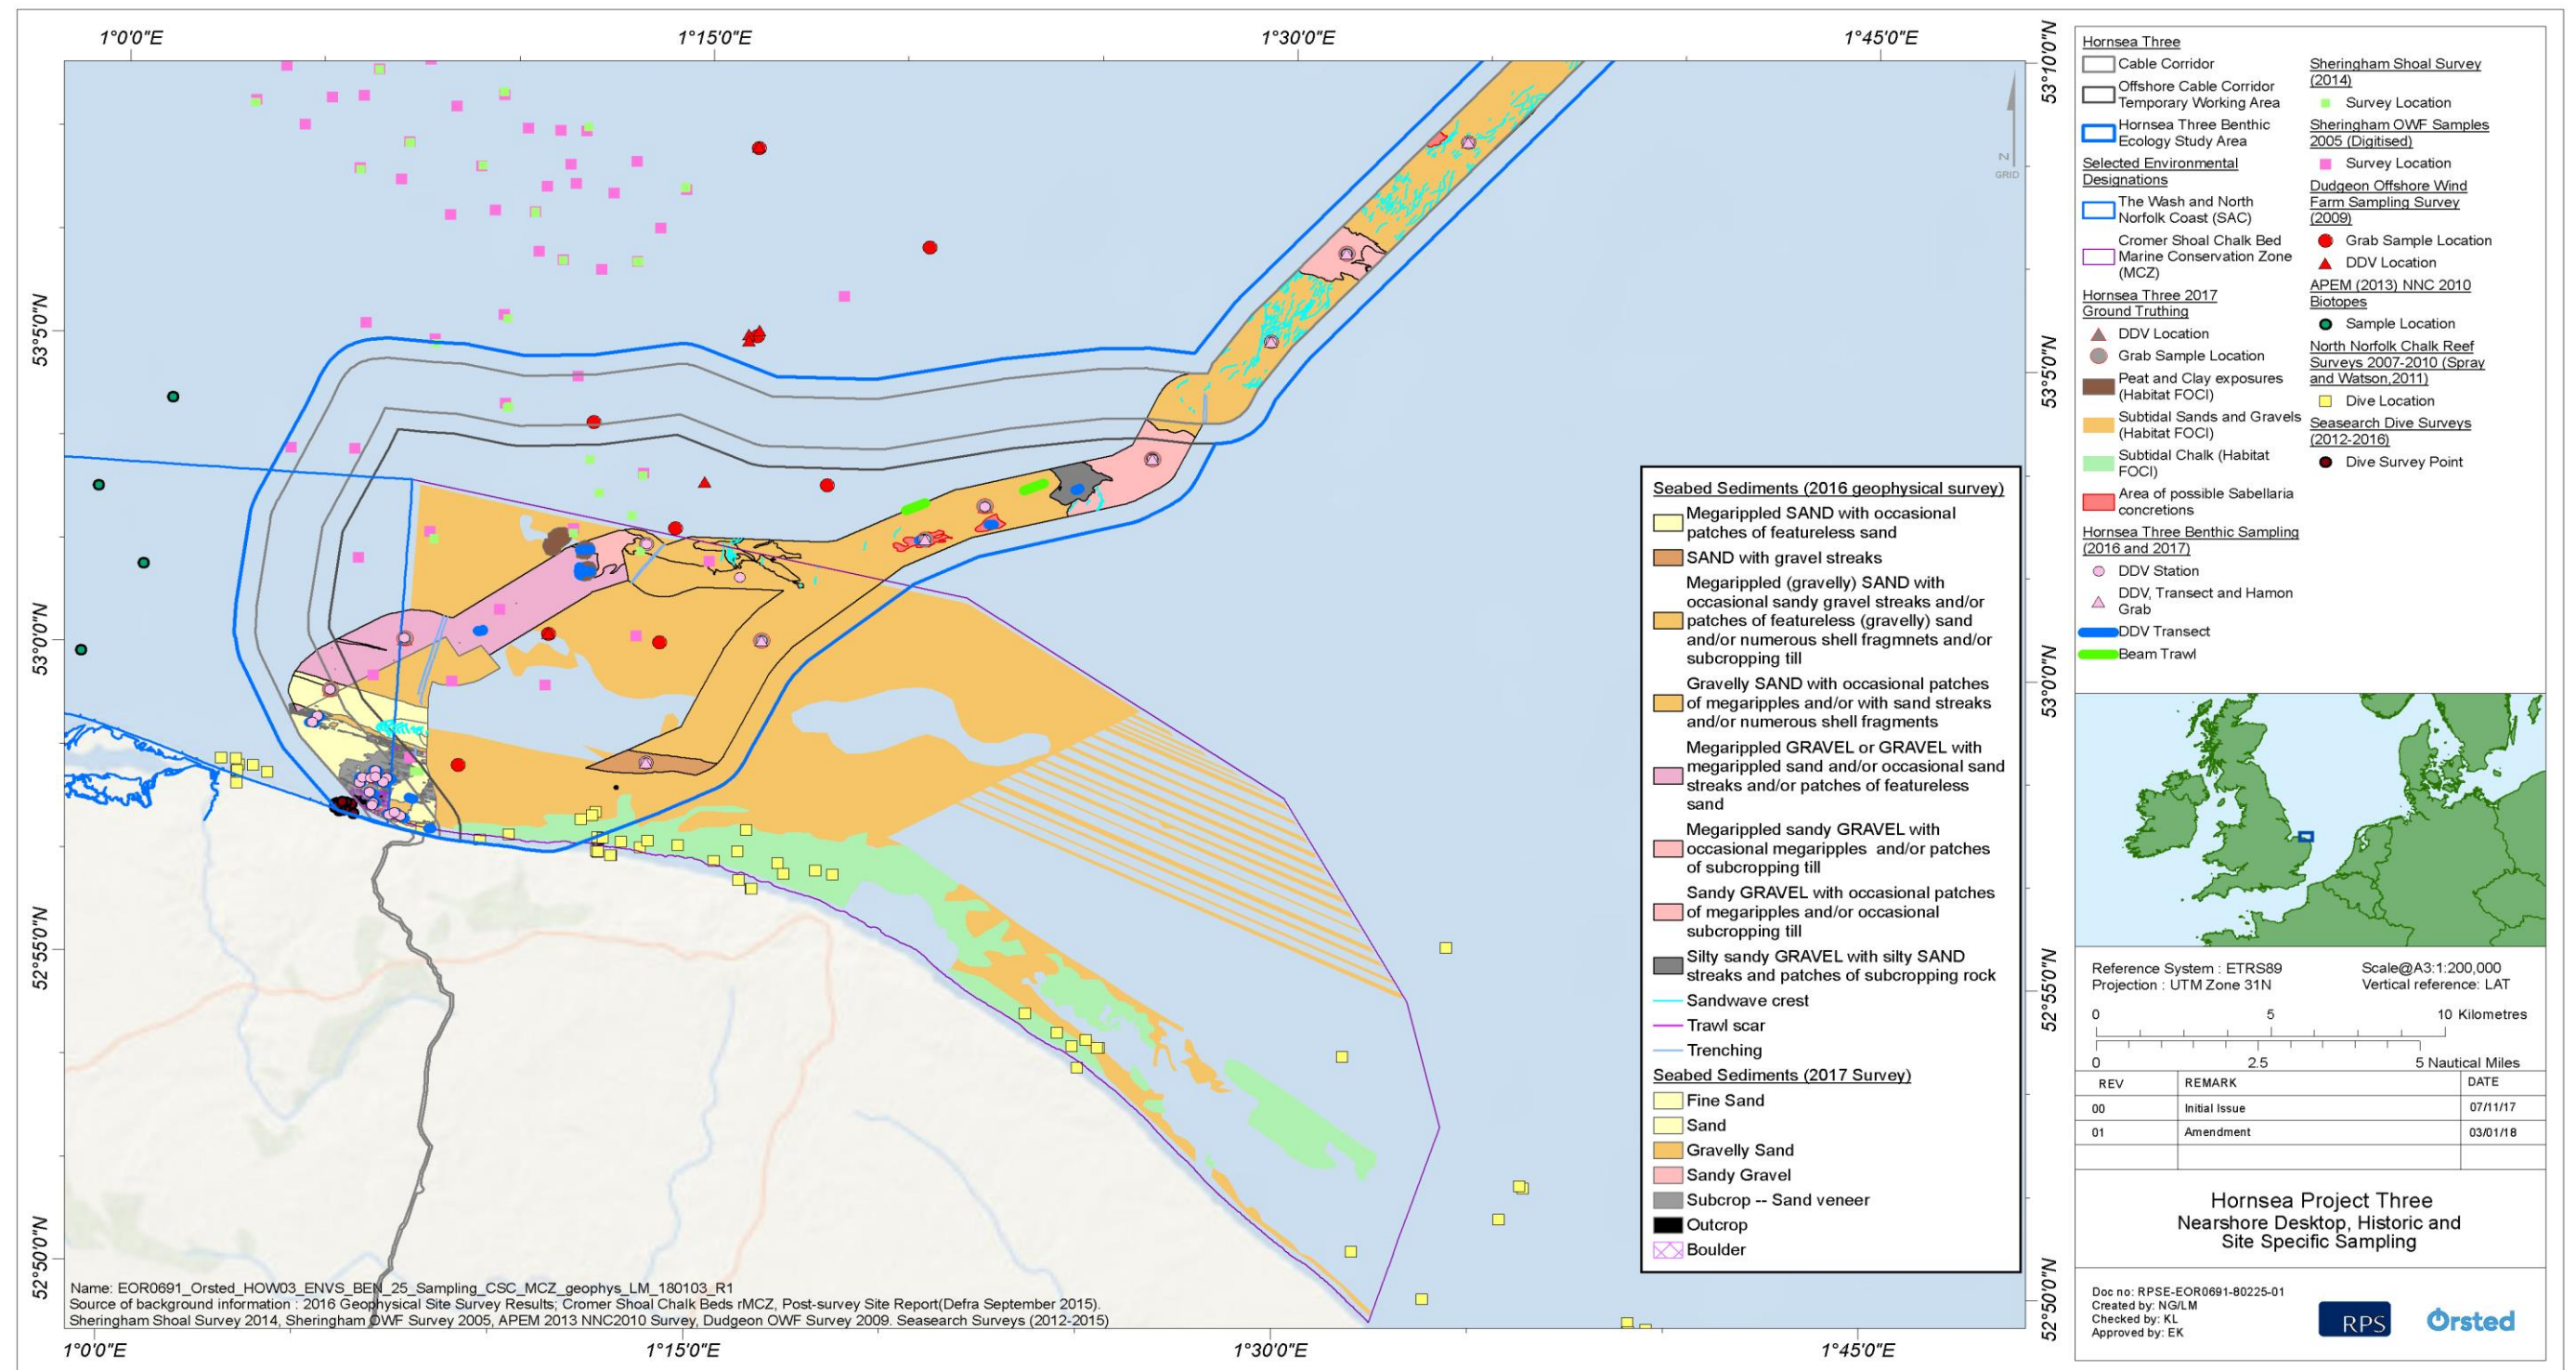 1°0'0"E
1°15'0"E
1°30'0"E
1°45'0"E
53°10'0"N
53°5'0"N
53°5'0"N
53°0'0"N
53°0'0"N
52°55'0"N
52°55'0"N
52°50'0"N
52°50'0"N
1°0'0"E
1°15'0"E
1°30'0"E
1°45'0"E
N
GRID
Name: EOR0691_Orsted_HOW03_ENVS_BEN_25_Sampling_CSC_MCZ_geophys_LM_180103_R1
Source of background information : 2016 Geophysical Site Survey Results; Cromer Shoal Chalk Beds rMCZ, Post-survey Site Report(Defra September 2015).
Sheringham Shoal Survey 2014, Sheringham OWF Survey 2005, APEM 2013 NNC2010 Survey, Dudgeon OWF Survey 2009. Seasearch Surveys (2012-2015)
Seabed Sediments (2016 geophysical survey)
Megarippled SAND with occasional
patches of featureless sand
SAND with gravel streaks
Megarippled (gravelly) SAND with
occasional sandy gravel streaks and/or
patches of featureless (gravelly) sand
and/or numerous shell fragmnets and/or
subcropping till
Gravelly SAND with occasional patches
of megaripples and/or with sand streaks
and/or numerous shell fragments
Megarippled GRAVEL or GRAVEL with
megarippled sand and/or occasional sand
streaks and/or patches of featureless
sand
Megarippled sandy GRAVEL with
occasional megaripples and/or patches
of subcropping till
Sandy GRAVEL with occasional patches
of megaripples and/or occasional
subcropping till
Silty sandy GRAVEL with silty SAND
streaks and patches of subcropping rock
Sandwave crest
Trawl scar
Trenching
Seabed Sediments (2017 Survey)
Fine Sand
Sand
Gravelly Sand
Sandy Gravel
Subcrop -- Sand veneer
Outcrop
Boulder
Hornsea Three
Cable Corridor
Offshore Cable Corridor
Temporary Working Area
Hornsea Three Benthic
Ecology Study Area
Selected Environmental
Designations
The Wash and North
Norfolk Coast (SAC)
Cromer Shoal Chalk Bed
Marine Conservation Zone
(MCZ)
Hornsea Three 2017
Ground Truthing
DDV Location
Grab Sample Location
Peat and Clay exposures
(Habitat FOCI)
Subtidal Sands and Gravels
(Habitat FOCI)
Subtidal Chalk (Habitat
FOCI)
Area of possible Sabellaria
concretions
Hornsea Three Benthic Sampling
(2016 and 2017)
DDV Station
DDV, Transect and Hamon
Grab
DDV Transect
Beam Trawl
Sheringham Shoal Survey
(2014)
Survey Location
Sheringham OWF Samples
2005 (Digitised)
Survey Location
Dudgeon Offshore Wind
Farm Sampling Survey
(2009)
Grab Sample Location
DDV Location
APEM (2013) NNC 2010
Biotopes
Sample Location
North Norfolk Chalk Reef
Surveys 2007-2010 (Spray
and Watson,2011)
Dive Location
Seasearch Dive Surveys
(2012-2016)
Dive Survey Point
Reference System : ETRS89
Projection : UTM Zone 31N
Scale@A3:1:200,000
Vertical reference: LAT
0 5 10 Kilometres
0 2.5 5 Nautical Miles
REV REMARK DATE
00 Initial Issue 07/11/17
01 Amendment 03/01/18
Hornsea Project Three
Nearshore Desktop, Historic and
Site Specific Sampling
Doc no: RPSE-EOR0691-80225-01
Created by: NG/LM
Checked by: KL
Approved by: EK
RPS
Orsted